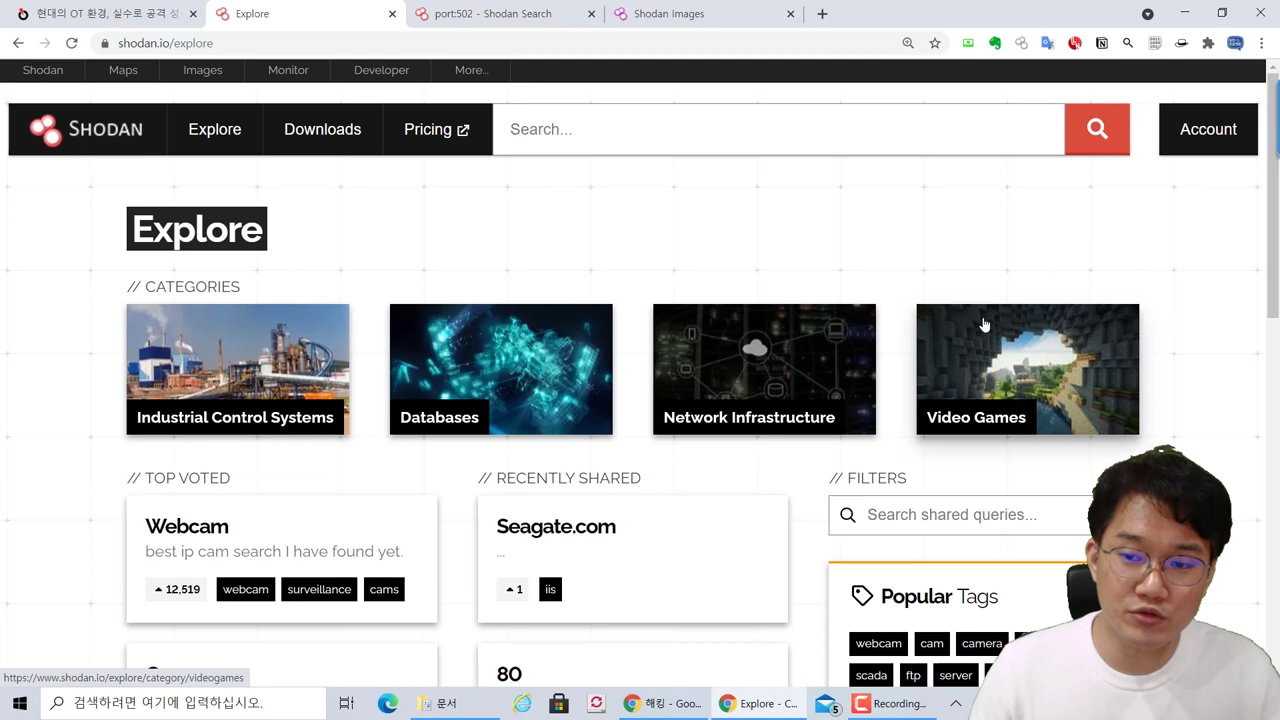 현대의 OT 환경, 실수로 공격 성
Explore
port:502 - Shodan Search
Shodan Images
shodan.io/explore
Shodan
Maps
Images
Monitor
Developer
More...
SHODAN
Explore
Downloads
Pricing
Search...
Account
Explore
// CATEGORIES
Industrial Control Systems
Databases
Network Infrastructure
Video Games
// TOP VOTED
// RECENTLY SHARED
// FILTERS
Webcam
best ip cam search I have found yet.
12,519
webcam
surveillance
cams
Seagate.com
...
1
iis
Search shared queries...
Popular Tags
webcam
cam
camera
scada
ftp
server
80
https://www.shodan.io/explore/category/videogames
검색하려면 여기에 입력하십시오.
문서
해킹 - Goo...
Explore - C...
5
Recording...